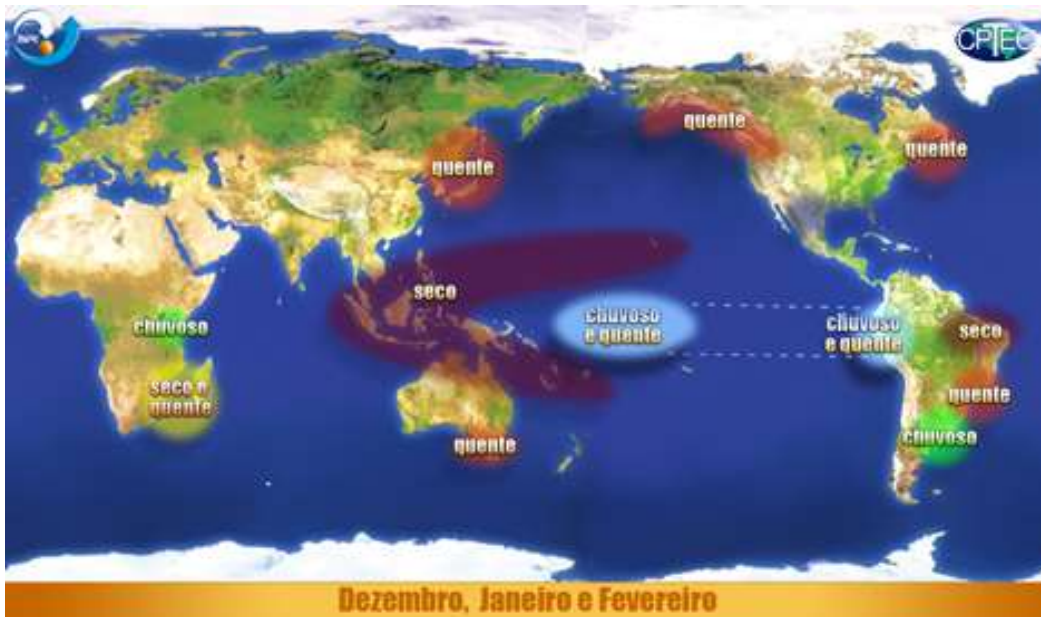 INPE
CPTEC
quente
quente
quente
seco
chuvoso
e quente
chuvoso
e quente
seco
chuvoso
seco e
quente
quente
quente
chuvoso
Dezembro, Janeiro e Fevereiro